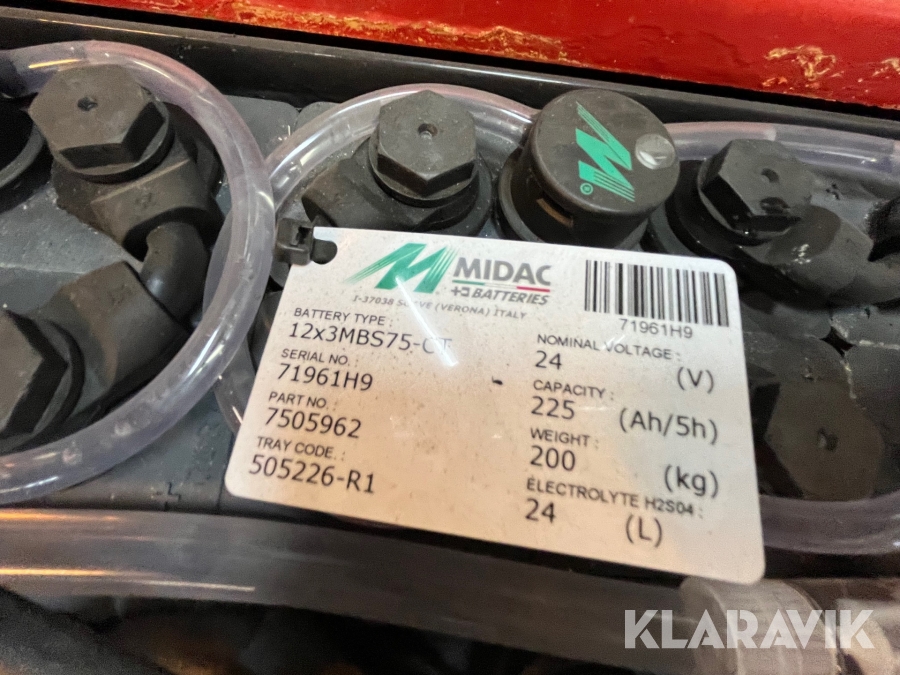 MIDAC
BATTERIES
I-37038 SOAVE (VERONA) ITALY
71961H9
BATTERY TYPE :
12x3MBS75-CT
SERIAL NO. :
71961H9
PART NO. :
7505962
TRAY CODE :
505226-R1
NOMINAL VOLTAGE :
24 (V)
CAPACITY :
225 (Ah/5h)
WEIGHT :
200 (kg)
ELECTROLYTE H2S04 :
24 (L)
M ®
KLARAVIK